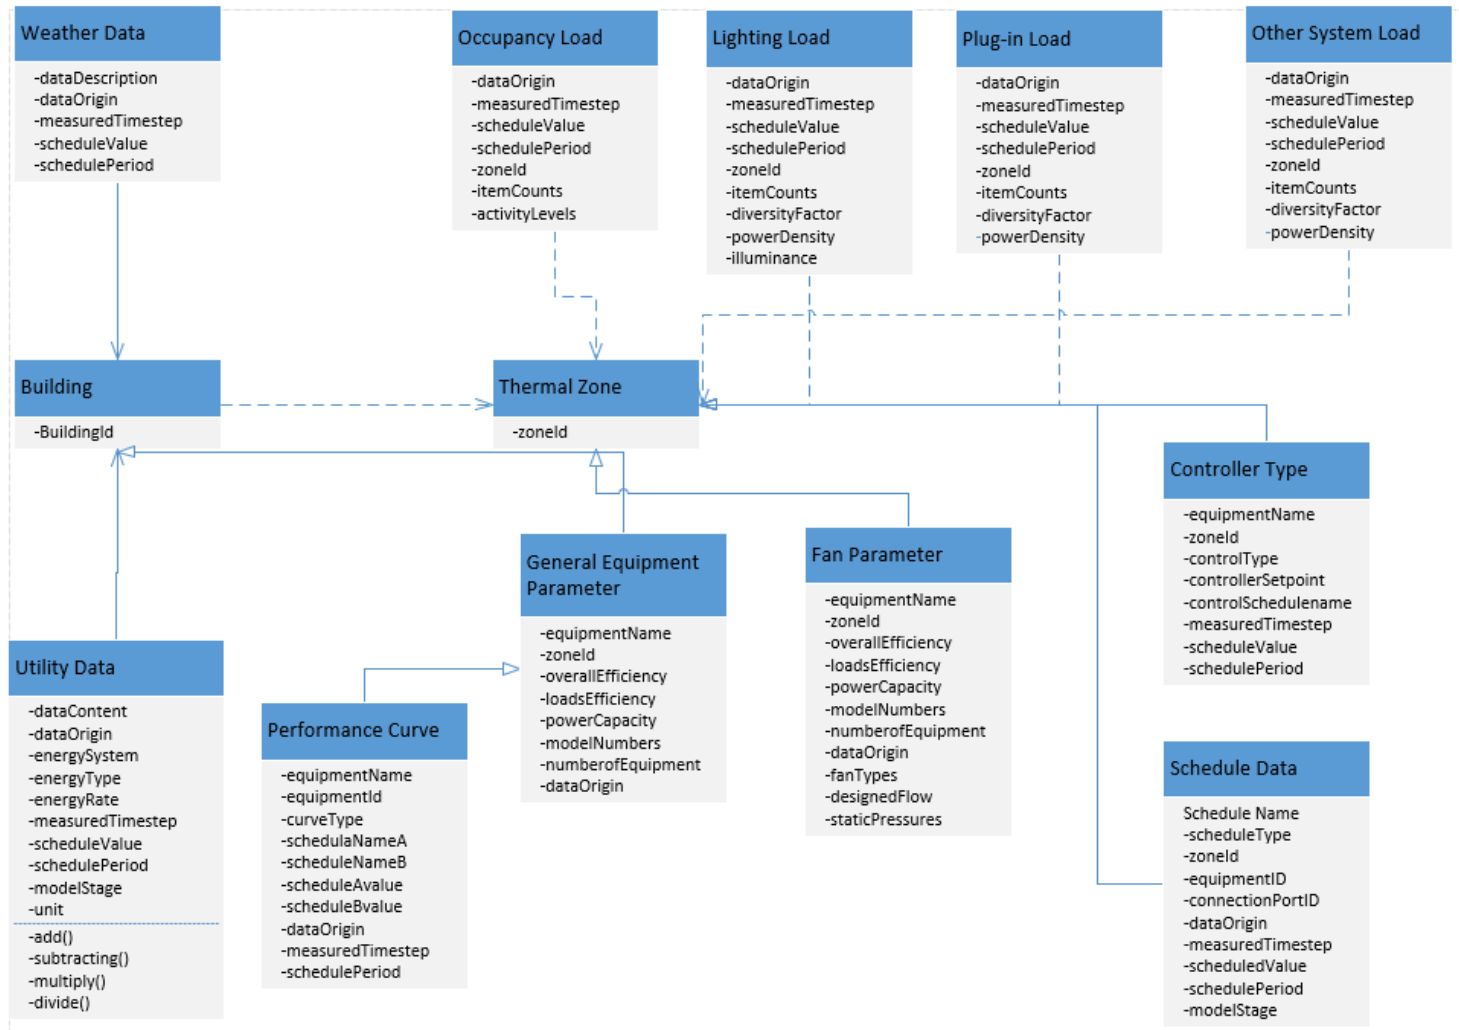 Weather Data
-dataDescription
-dataOrigin
-measuredTimestep
-scheduleValue
-schedulePeriod
Occupancy Load
-dataOrigin
-measuredTimestep
-scheduleValue
-schedulePeriod
-zoneId
-itemCounts
-activityLevels
Lighting Load
-dataOrigin
-measuredTimestep
-scheduleValue
-schedulePeriod
-zoneId
-itemCounts
-diversityFactor
-powerDensity
-illuminance
Plug-in Load
-dataOrigin
-measuredTimestep
-scheduleValue
-schedulePeriod
-zoneId
-itemCounts
-diversityFactor
-powerDensity
Other System Load
-dataOrigin
-measuredTimestep
-scheduleValue
-schedulePeriod
-zoneId
-itemCounts
-diversityFactor
-powerDensity
Building
-BuildingId
Thermal Zone
-zoneId
Controller Type
-equipmentName
-zoneId
-controlType
-controllerSetpoint
-controlSchedulename
-measuredTimestep
-scheduleValue
-schedulePeriod
General Equipment
Parameter
-equipmentName
-zoneId
-overallEfficiency
-loadsEfficiency
-powerCapacity
-modelNumbers
-numberofEquipment
-dataOrigin
Fan Parameter
-equipmentName
-zoneId
-overallEfficiency
-loadsEfficiency
-powerCapacity
-modelNumbers
-numberofEquipment
-dataOrigin
-fanTypes
-designedFlow
-staticPressures
Utility Data
-dataContent
-dataOrigin
-energySystem
-energyType
-energyRate
-measuredTimestep
-scheduleValue
-schedulePeriod
-modelStage
-unit
-add()
-subtracting()
-multiply()
-divide()
Performance Curve
-equipmentName
-equipmentId
-curveType
-schedulaNameA
-scheduleNameB
-scheduleAvalue
-scheduleBvalue
-dataOrigin
-measuredTimestep
-schedulePeriod
Schedule Data
Schedule Name
-scheduleType
-zoneId
-equipmentID
-connectionPortID
-dataOrigin
-measuredTimestep
-scheduledValue
-schedulePeriod
-modelStage